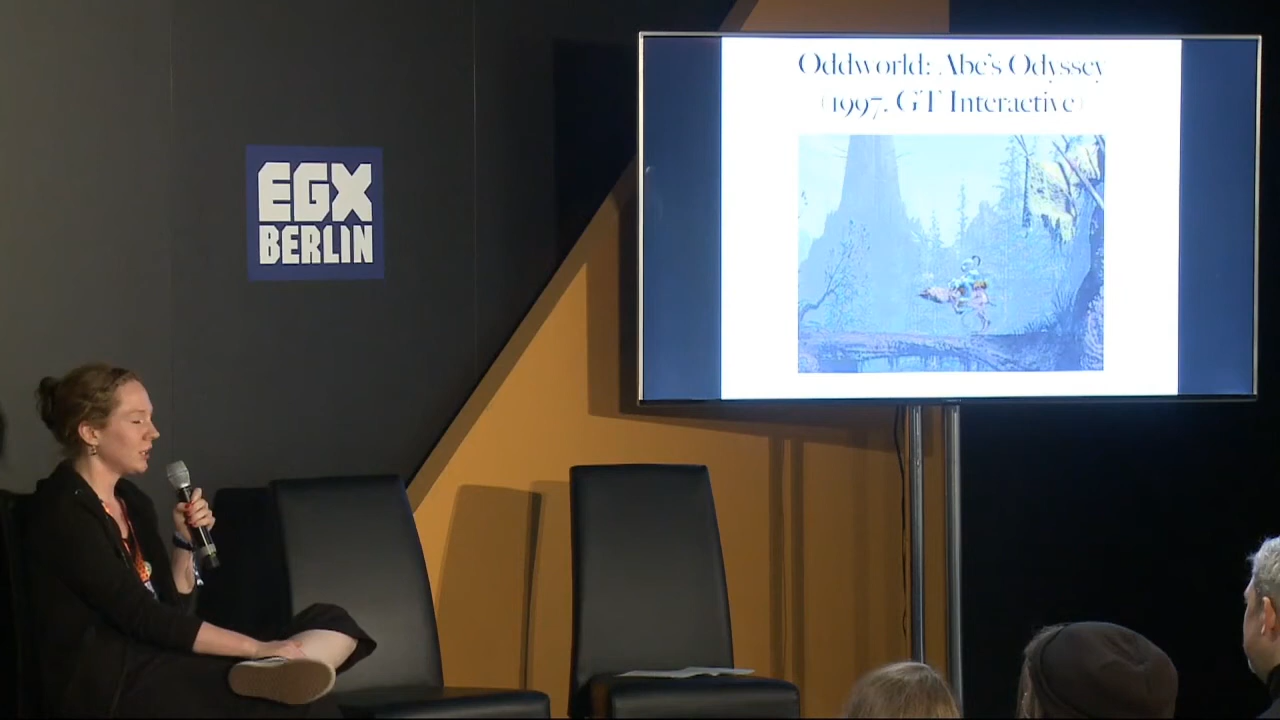 EGX
BERLIN
Oddworld: Abe's Odyssey
(1997, GT Interactive)